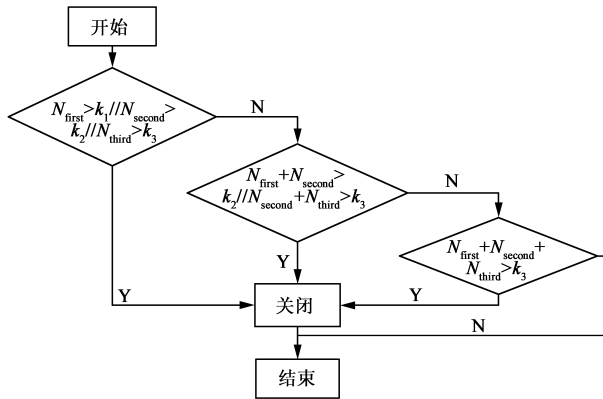 开始
N_first>k_1//N_second>
k_2//N_third>k_3
N
N_first+N_second>
k_2//N_second+N_third>k_3
N
N_first+N_second+
N_third>k_3
Y
Y
Y
关闭
N
结束